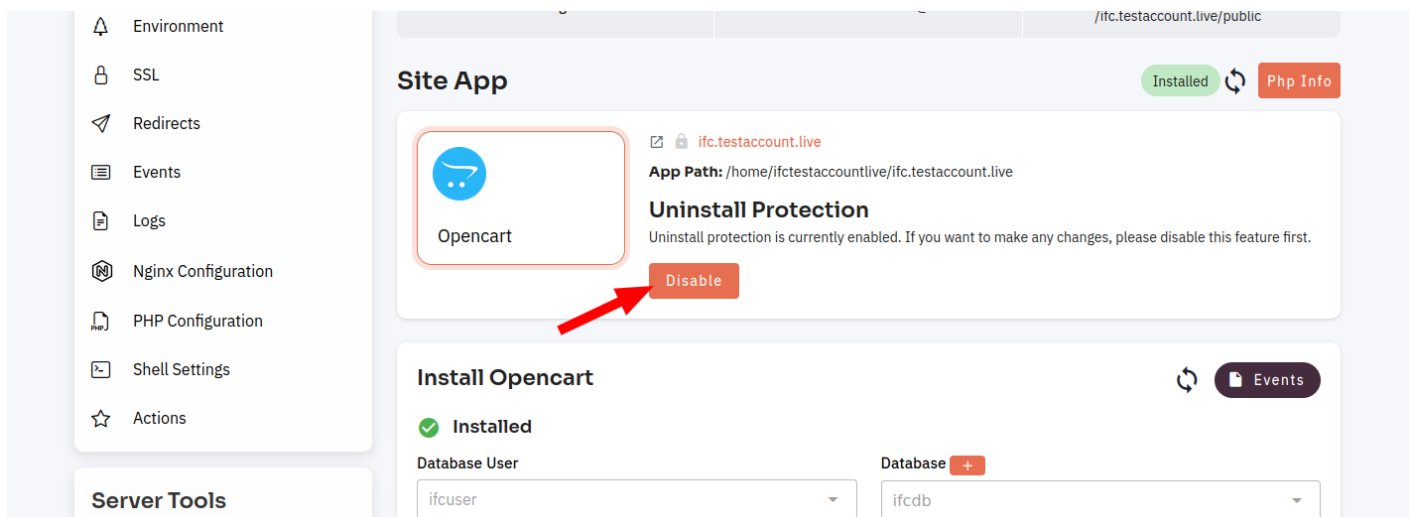 /ifc.testaccount.live/public
Environment
SSL
Redirects
Events
Logs
Nginx Configuration
PHP Configuration
Shell Settings
Actions
Server Tools
Site App
Installed
Php Info
Opencart
ifc.testaccount.live
App Path: /home/ifctestaccountlive/ifc.testaccount.live
Uninstall Protection
Uninstall protection is currently enabled. If you want to make any changes, please disable this feature first.
Disable
Install Opencart
Events
Installed
Database User
Database +
ifcuser
ifcdb